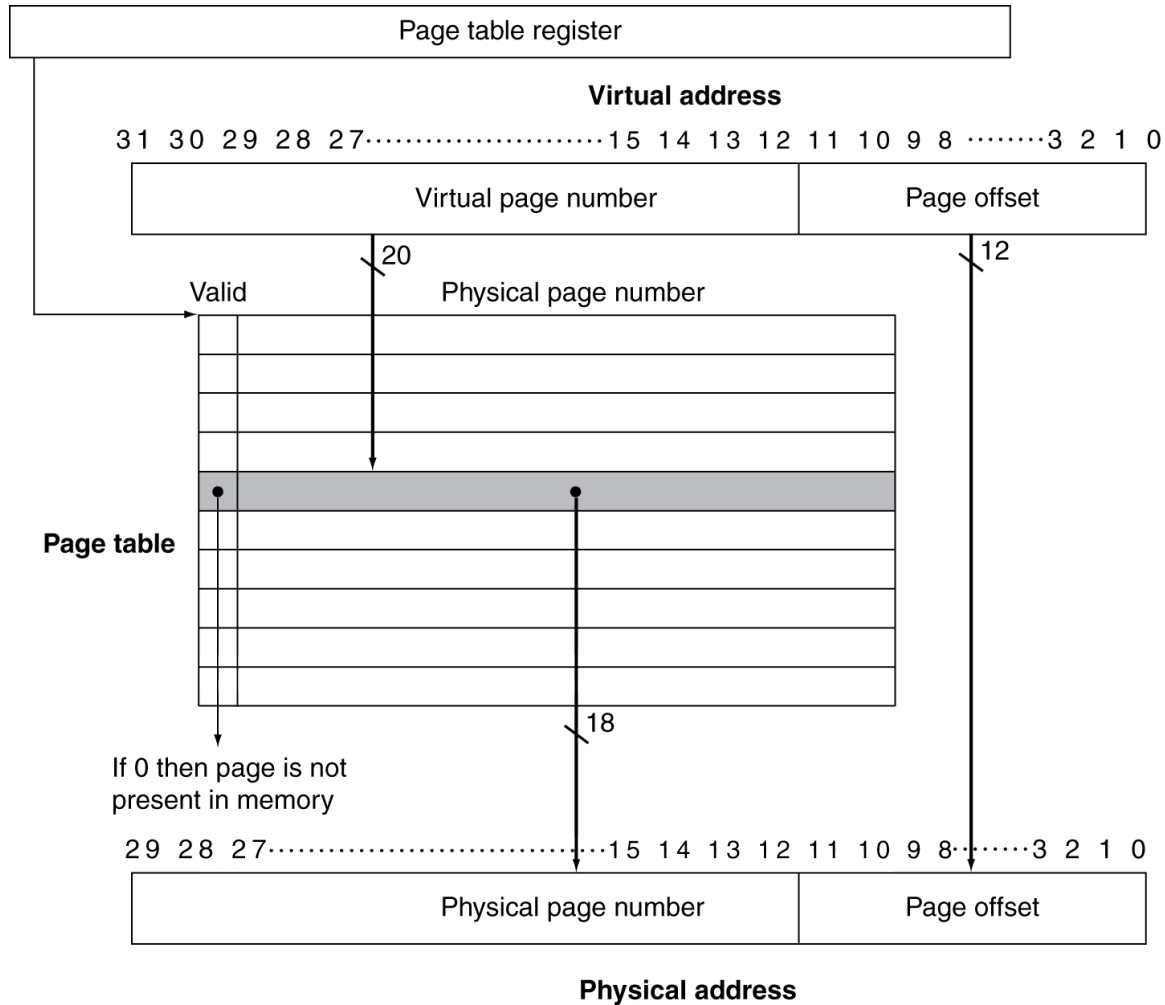 Page table register
Virtual address
31 30 29 28 27·······················15 14 13 12 11 10 9 8 ········3 2 1 0
Virtual page number Page offset
20 12
Valid Physical page number
Page table
18
If 0 then page is not
present in memory
29 28 27································15 14 13 12 11 10 9 8········3 2 1 0
Physical page number Page offset
Physical address